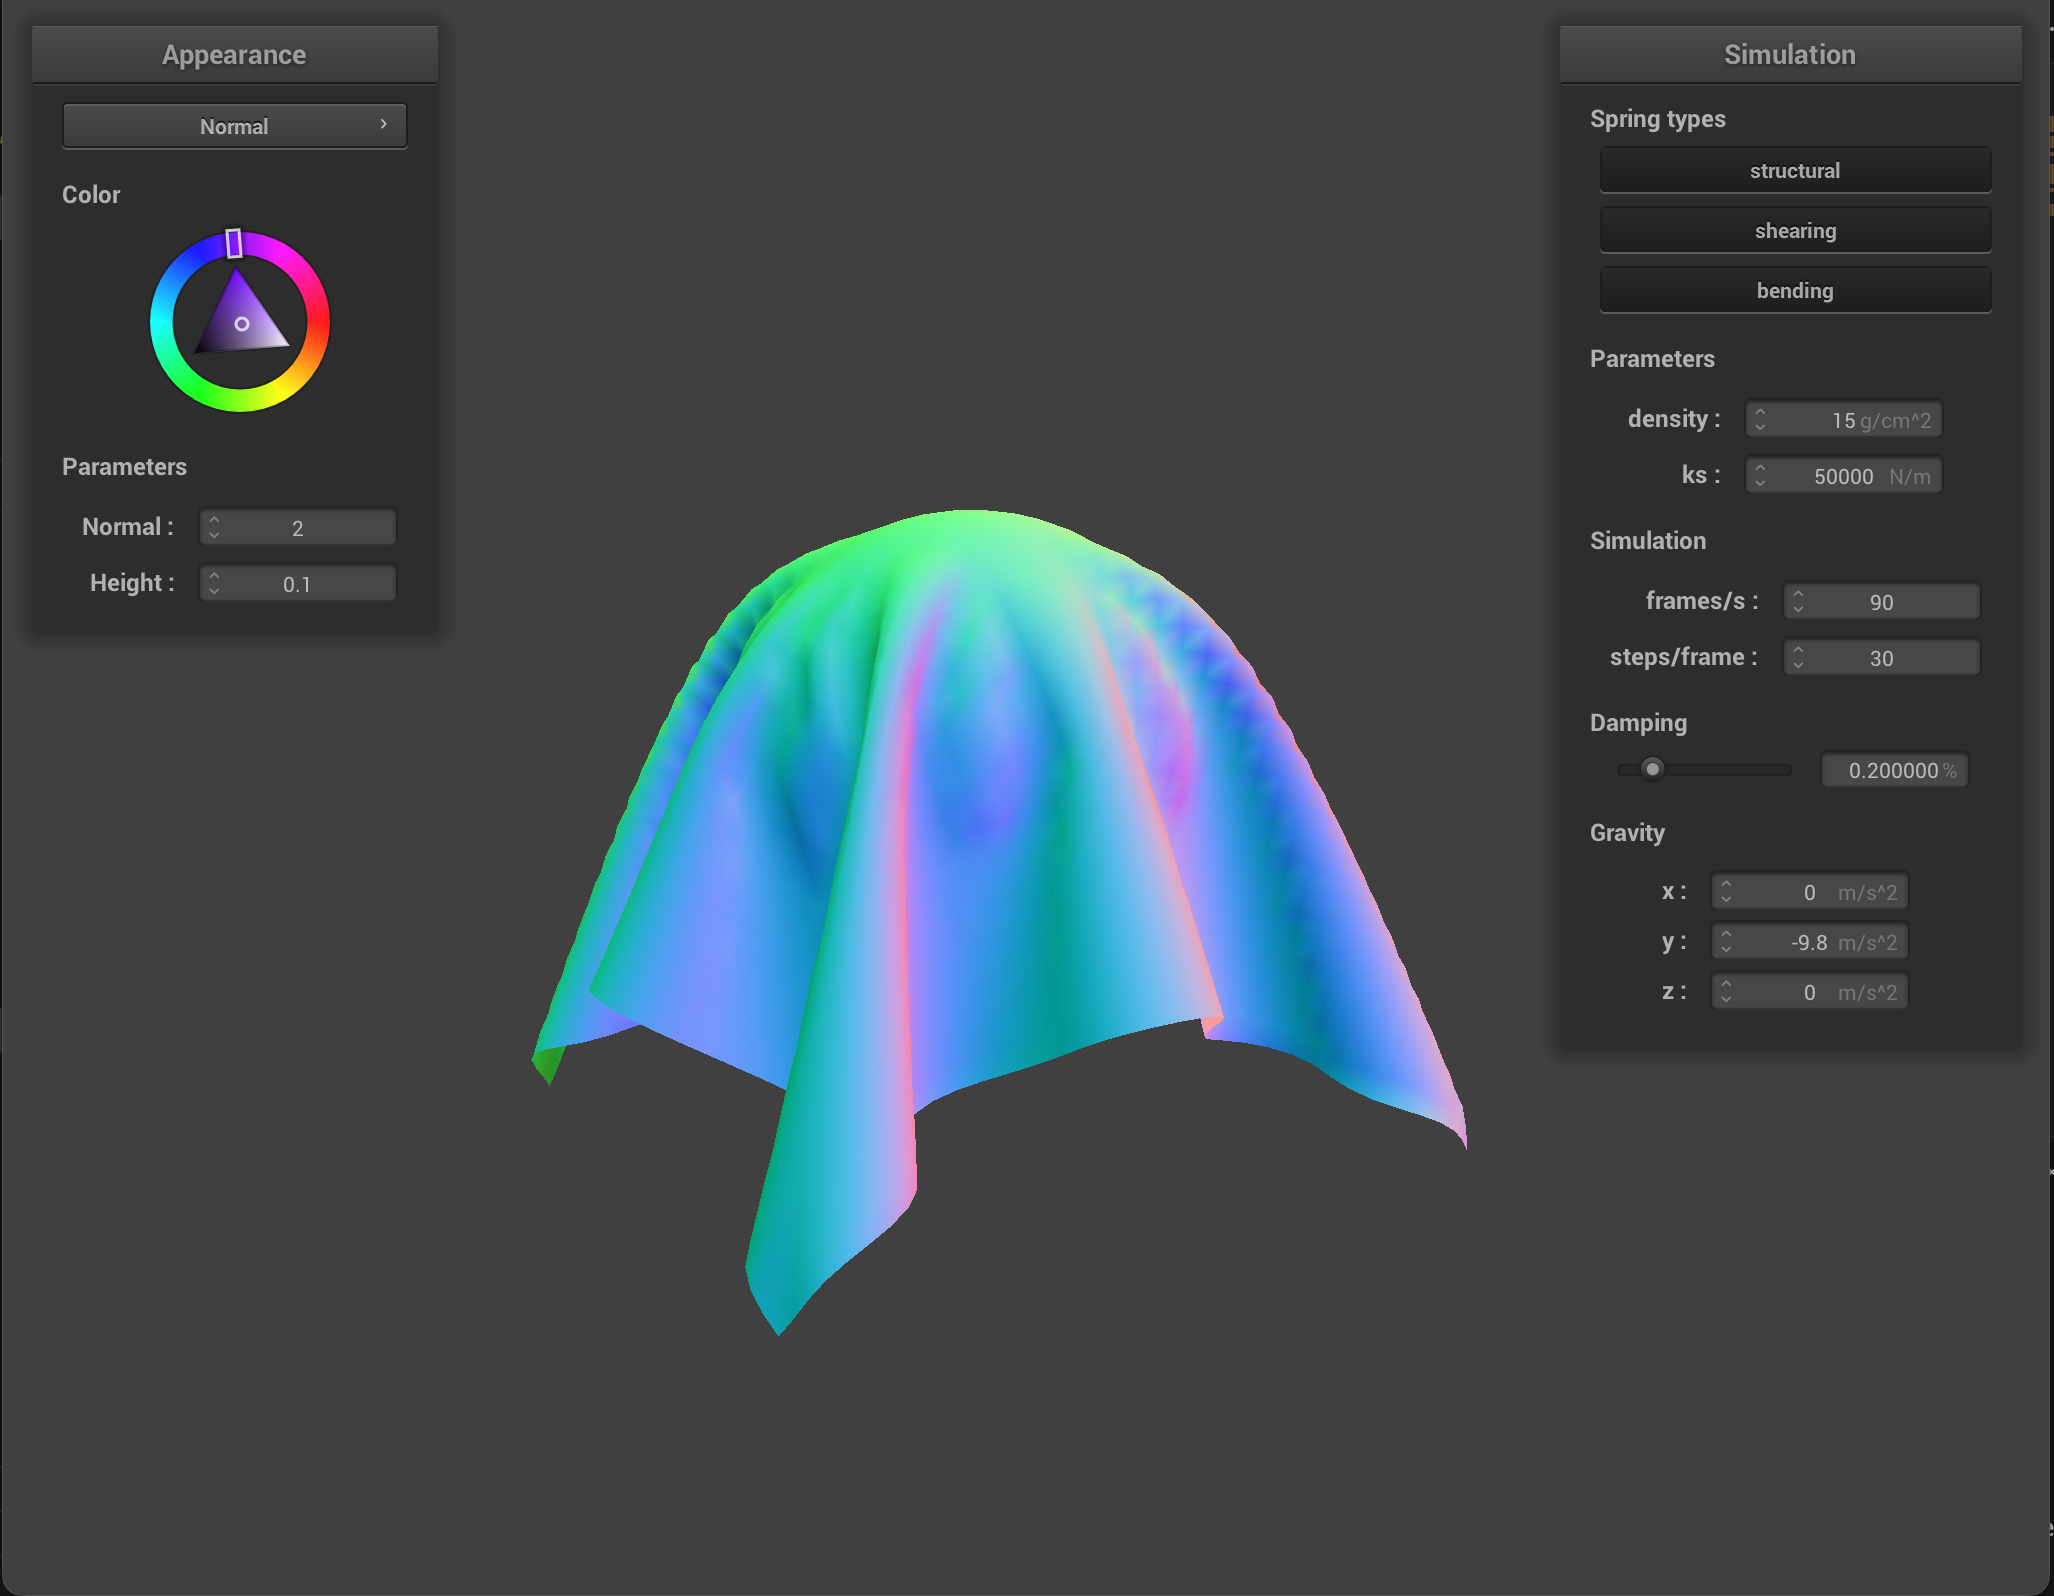 Appearance
Normal
Color
Parameters
Normal : 2
Height : 0.1
Simulation
Spring types
structural
shearing
bending
Parameters
density : 15 g/cm^2
ks : 50000 N/m
Simulation
frames/s : 90
steps/frame : 30
Damping
0.200000 %
Gravity
x : 0 m/s^2
y : -9.8 m/s^2
z : 0 m/s^2